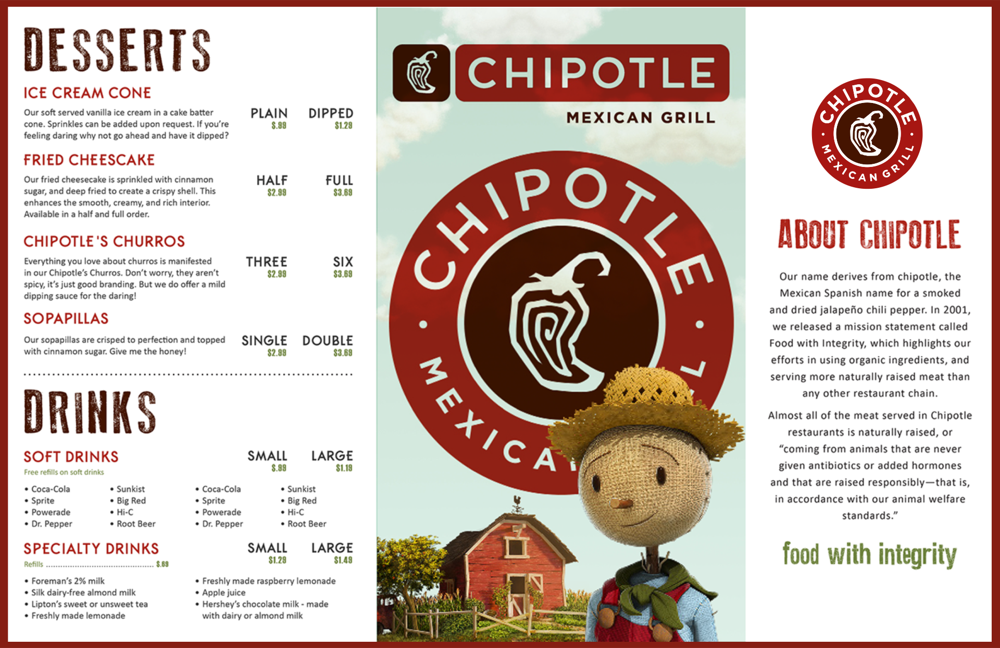 DESSERTS
ICE CREAM CONE
Our soft served vanilla ice cream in a cake batter
cone. Sprinkles can be added upon request. If you’re
feeling daring why not go ahead and have it dipped?
PLAIN DIPPED
$.99 $1.29
FRIED CHEESCAKE
Our fried cheesecake is sprinkled with cinnamon
sugar, and deep fried to create a crispy shell. This
enhances the smooth, creamy, and rich interior.
Available in a half and full order.
HALF FULL
$2.99 $3.69
CHIPOTLE'S CHURROS
Everything you love about churros is manifested
in our Chipotle’s Churros. Don’t worry, they aren’t
spicy, it’s just good branding. But we do offer a mild
dipping sauce for the daring!
THREE SIX
$2.99 $3.69
SOPAPILLAS
Our sopapillas are crisped to perfection and topped
with cinnamon sugar. Give me the honey!
SINGLE DOUBLE
$2.99 $3.69
DRINKS
SOFT DRINKS
Free refills on soft drinks
SMALL LARGE
$.99 $1.19
• Coca-Cola • Sunkist • Coca-Cola • Sunkist
• Sprite • Big Red • Sprite • Big Red
• Powerade • Hi-C • Powerade • Hi-C
• Dr. Pepper • Root Beer • Dr. Pepper • Root Beer
SPECIALTY DRINKS
Refills ........................................ $.69
SMALL LARGE
$1.29 $1.49
• Foreman’s 2% milk
• Silk dairy-free almond milk
• Lipton’s sweet or unsweet tea
• Freshly made lemonade
• Freshly made raspberry lemonade
• Apple juice
• Hershey’s chocolate milk - made
with dairy or almond milk
CHIPOTLE
MEXICAN GRILL
CHIPOTLE
MEXICA
CHIPOTLE
MEXICAN GRILL
ABOUT CHIPOTLE
Our name derives from chipotle, the
Mexican Spanish name for a smoked
and dried jalapeño chili pepper. In 2001,
we released a mission statement called
Food with Integrity, which highlights our
efforts in using organic ingredients, and
serving more naturally raised meat than
any other restaurant chain.
Almost all of the meat served in Chipotle
restaurants is naturally raised, or
“coming from animals that are never
given antibiotics or added hormones
and that are raised responsibly—that is,
in accordance with our animal welfare
standards.”
food with integrity